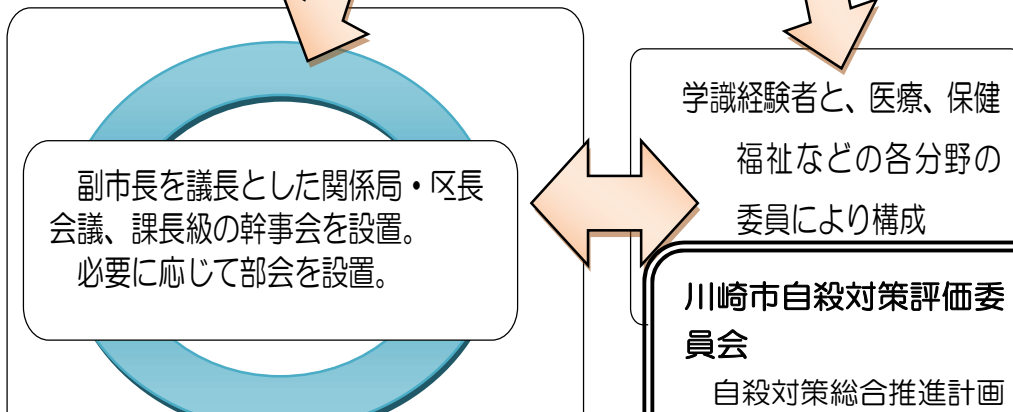 副市長を議長とした関係局・区長
会議、課長級の幹事会を設置。
必要に応じて部会を設置。
学識経験者と、医療、保健
福祉などの各分野の
委員により構成
川崎市自殺対策評価委
員会
自殺対策総合推進計画